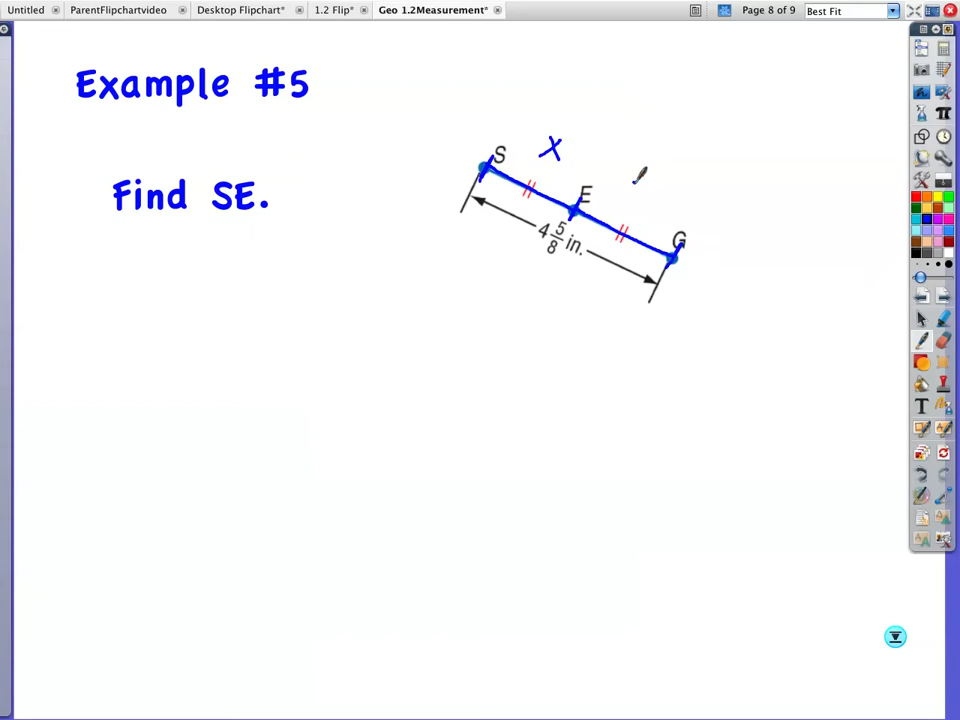 Untitled ParentFlipchartvideo Desktop Flipchart* 1.2 Flip* Geo 1.2Measurement* Page 8 of 9 Best Fit
Example #5
Find SE.
S
X
E
G
4 5/8 in.